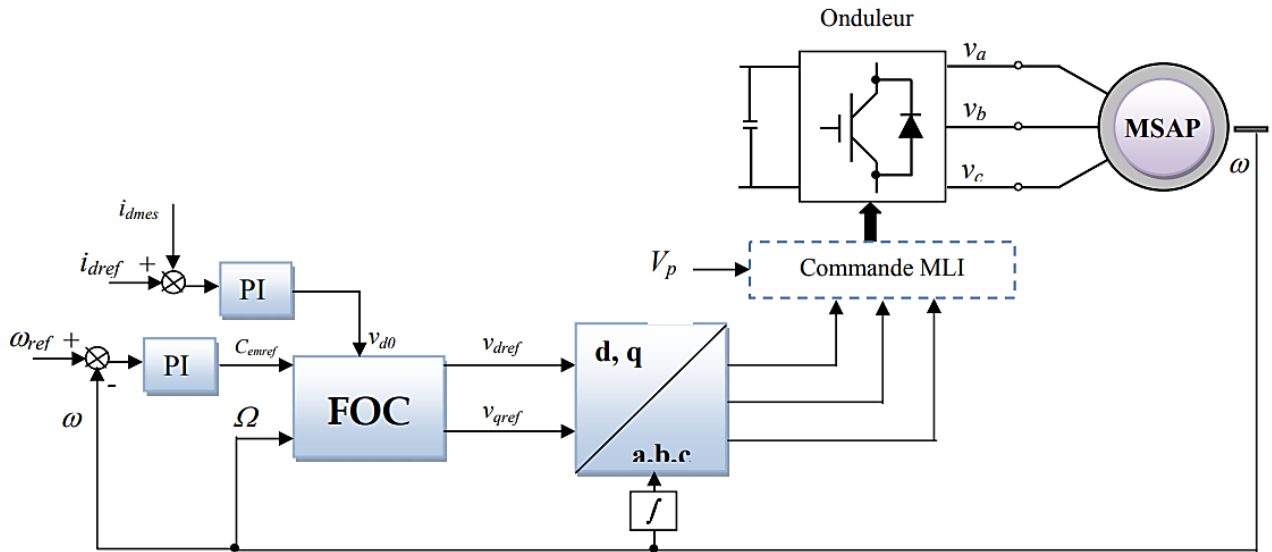 Onduleur
v_a
v_b
v_c
MSAP
ω
i_dmes
i_dref +
PI
V_p
Commande MLI
ω_ref +
-
PI
C_emref
v_d0
v_dref
d, q
FOC
ω
Ω
v_qref
a,b,c
∫